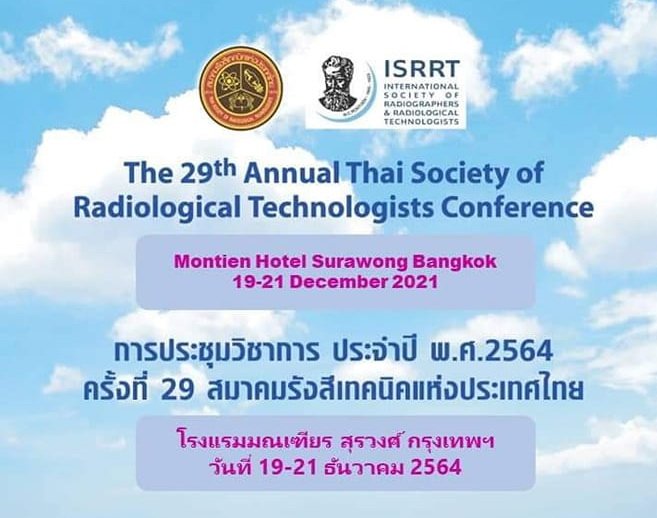 ISRRT
INTERNATIONAL
SOCIETY OF
RADIOGRAPHERS
& RADIOLOGICAL
TECHNOLOGISTS
The 29th Annual Thai Society of
Radiological Technologists Conference
Montien Hotel Surawong Bangkok
19-21 December 2021
การประชุมวิชาการ ประจำปี พ.ศ.2564
ครั้งที่ 29 สมาคมรังสีเทคนิคแห่งประเทศไทย
โรงแรมมณเฑียร สุรวงศ์ กรุงเทพฯ
วันที่ 19-21 ธันวาคม 2564